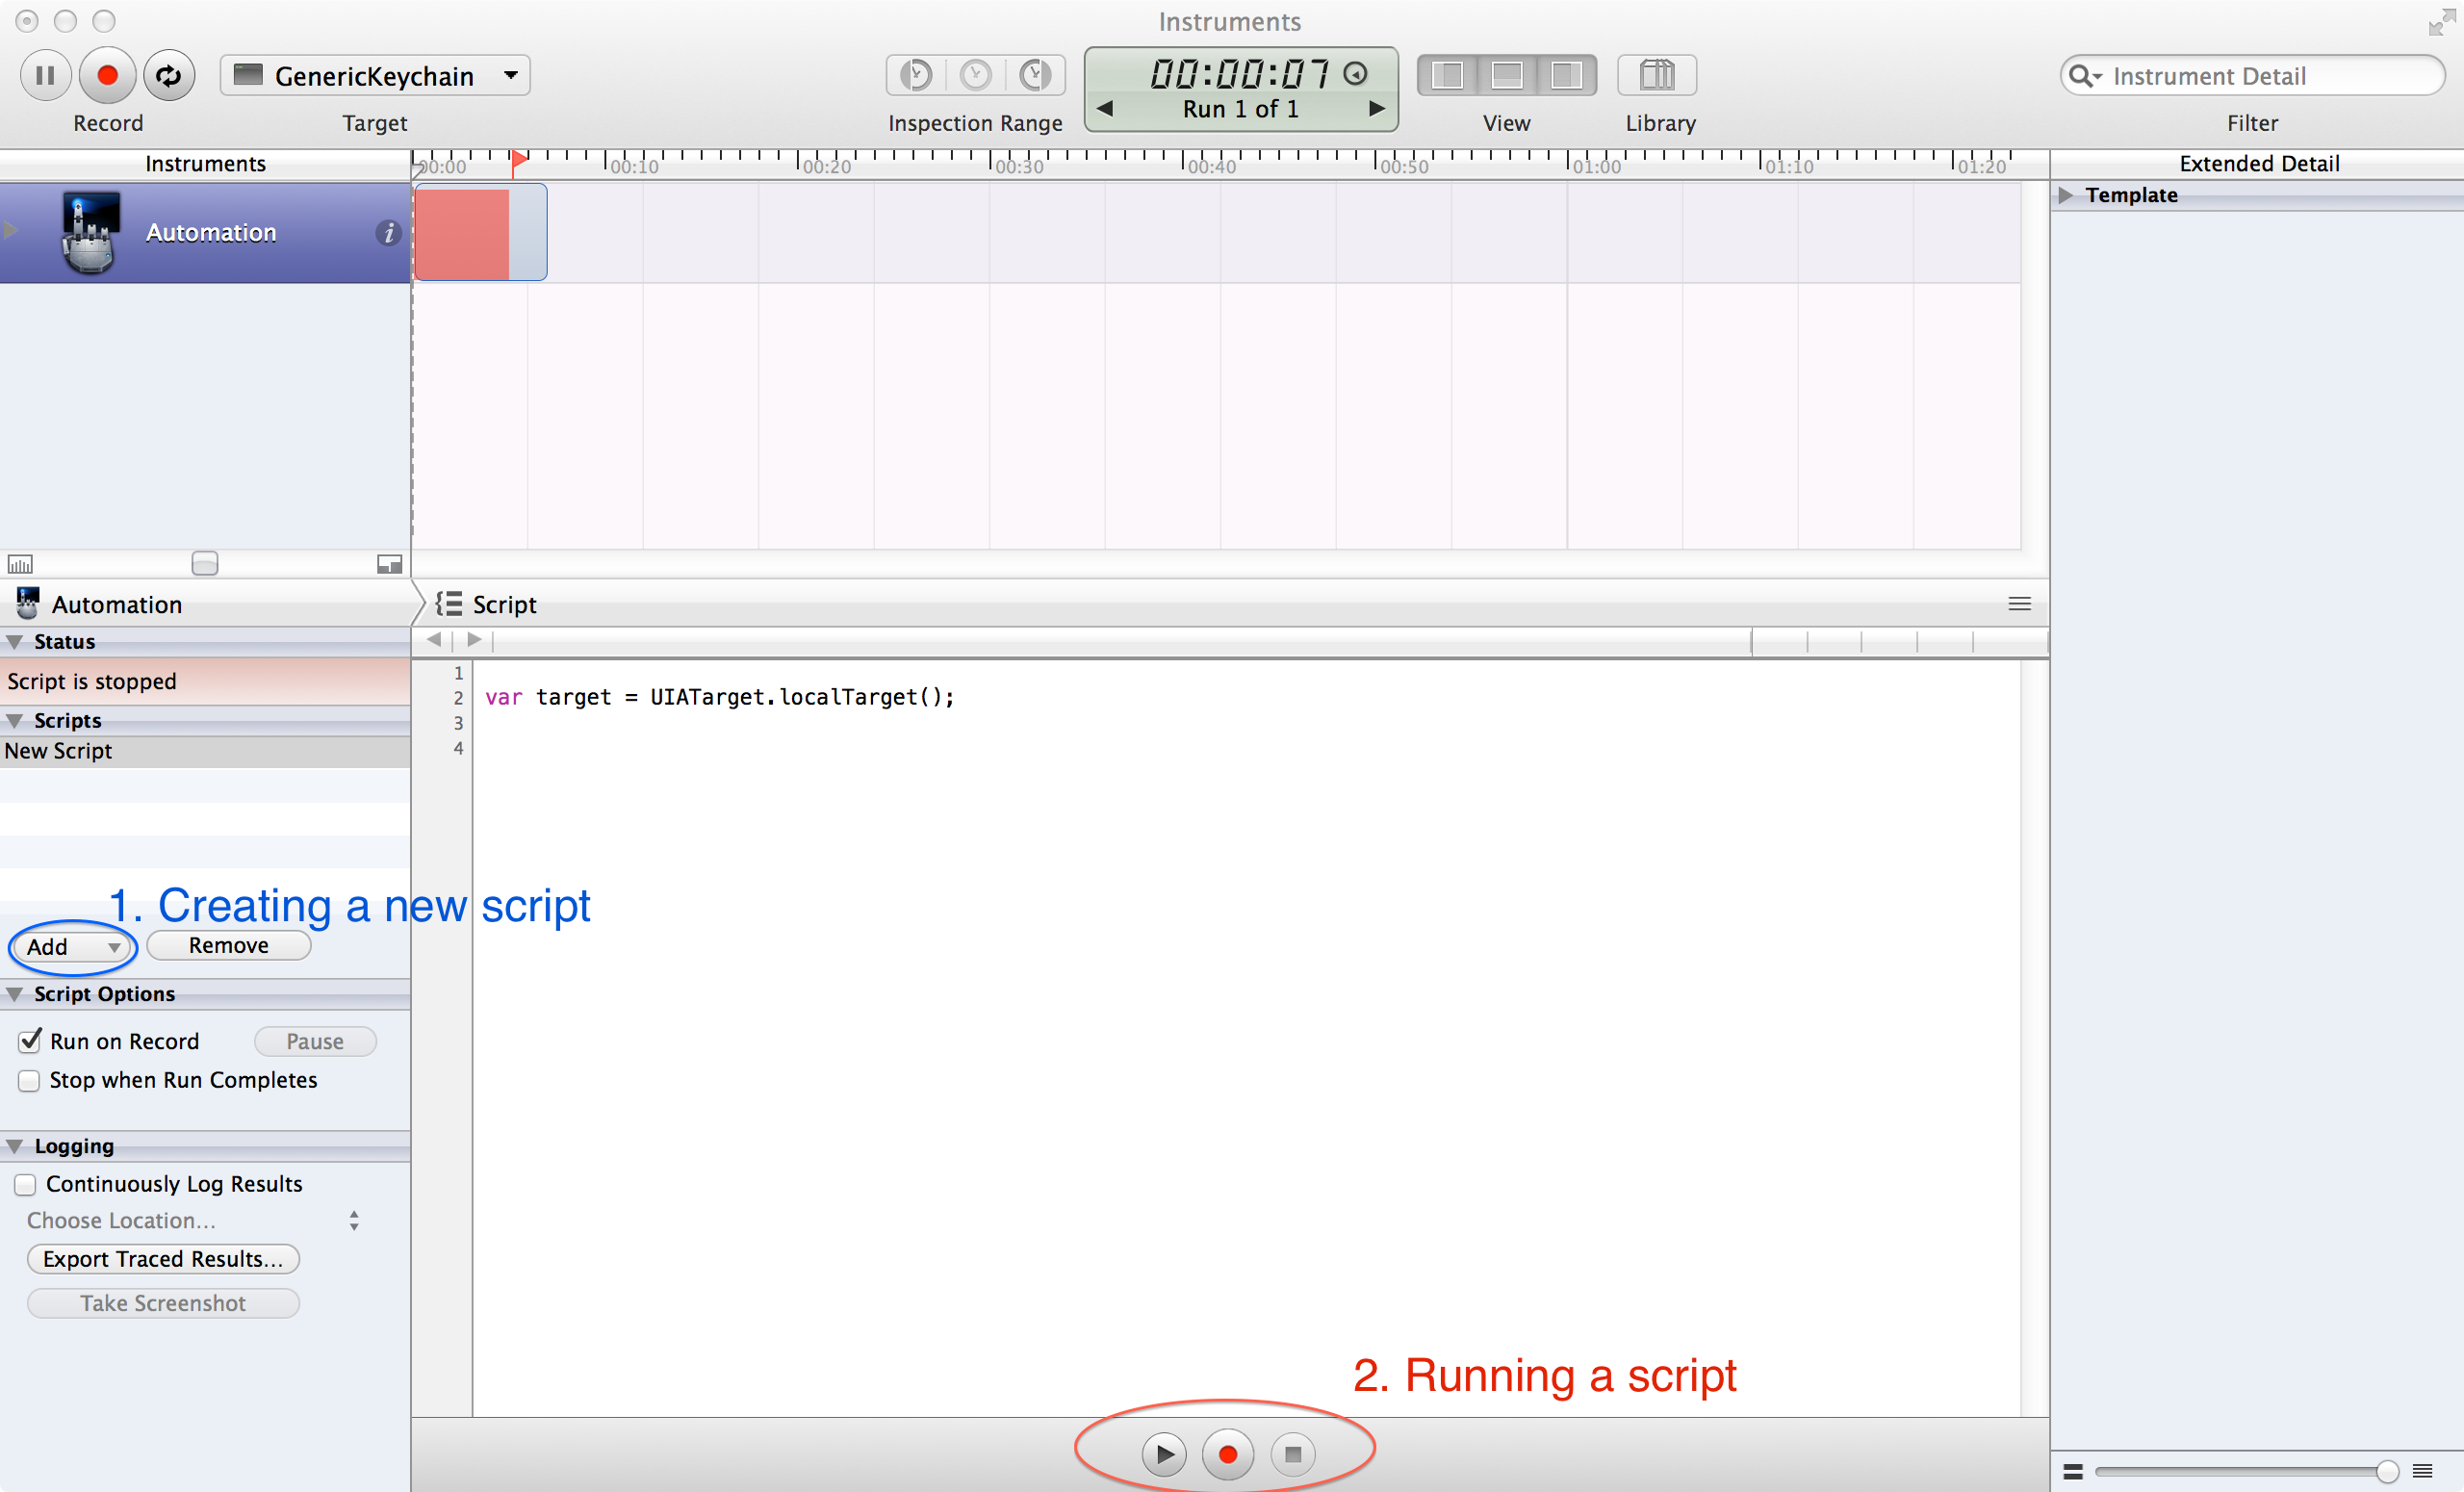 Instruments
GenericKeychain
00:00:07
Run 1 of 1
Instrument Detail
Record
Target
Inspection Range
View
Library
Filter
Instruments
00:00
00:10
00:20
00:30
00:40
00:50
01:00
01:10
01:20
Extended Detail
Automation
i
Template
Automation
Script
Status
Script is stopped
Scripts
New Script
1
2 var target = UIATarget.localTarget();
3
4
1. Creating a new script
Add
Remove
Script Options
Run on Record
Pause
Stop when Run Completes
Logging
Continuously Log Results
Choose Location...
Export Traced Results...
Take Screenshot
2. Running a script